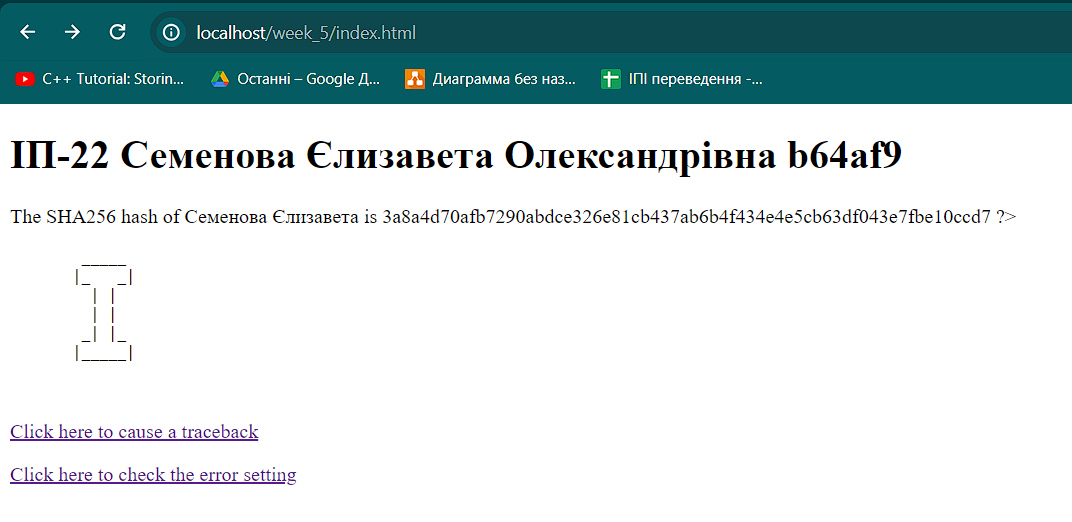 localhost/week_5/index.html
C++ Tutorial: Storin... Останні – Google Д... Диаграмма без наз... ІПІ переведення -...
ІП-22 Семенова Єлизавета Олександрівна b64af9
The SHA256 hash of Семенова Єлизавета is 3a8a4d70afb7290abdce326e81cb437ab6b4f434e4e5cb63df043e7fbe10ccd7 ?>
 _____
|_   _|
  | |
  | |
 _| |_
|_____|
Click here to cause a traceback
Click here to check the error setting